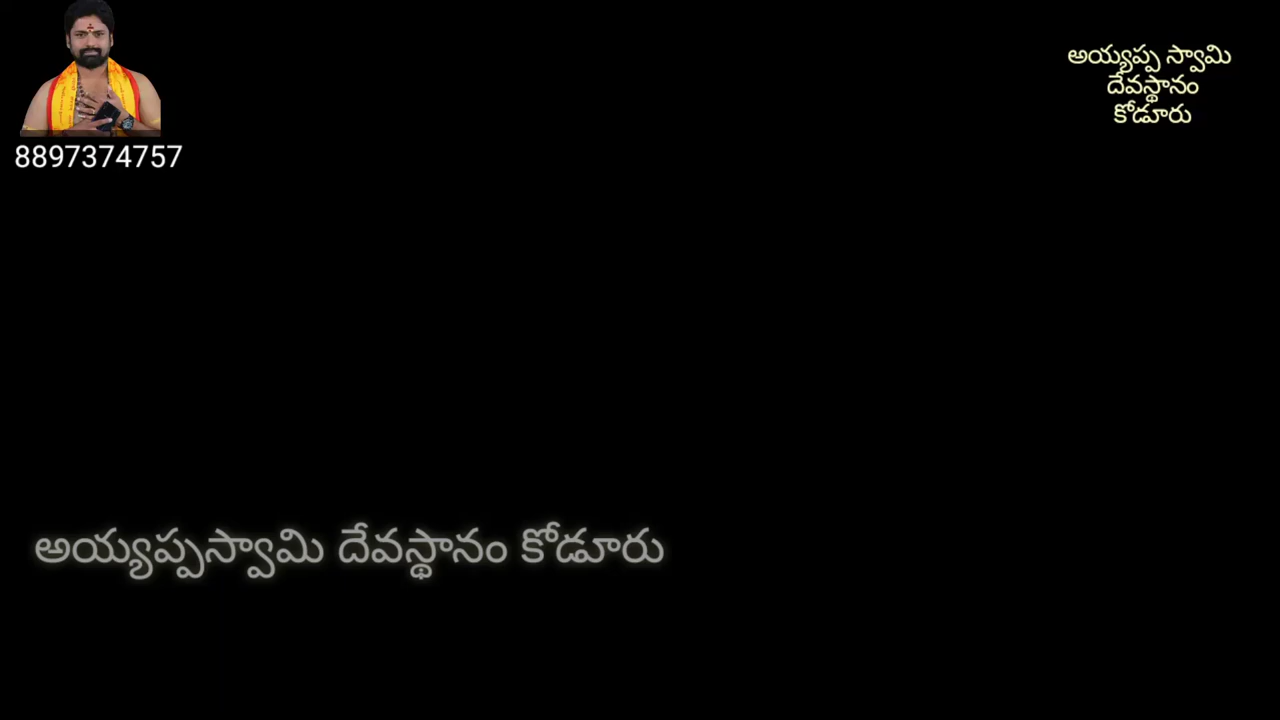 అయ్యప్ప స్వామి
దేవస్థానం
కోడూరు
8897374757
అయ్యప్పస్వామి దేవస్థానం కోడూరు